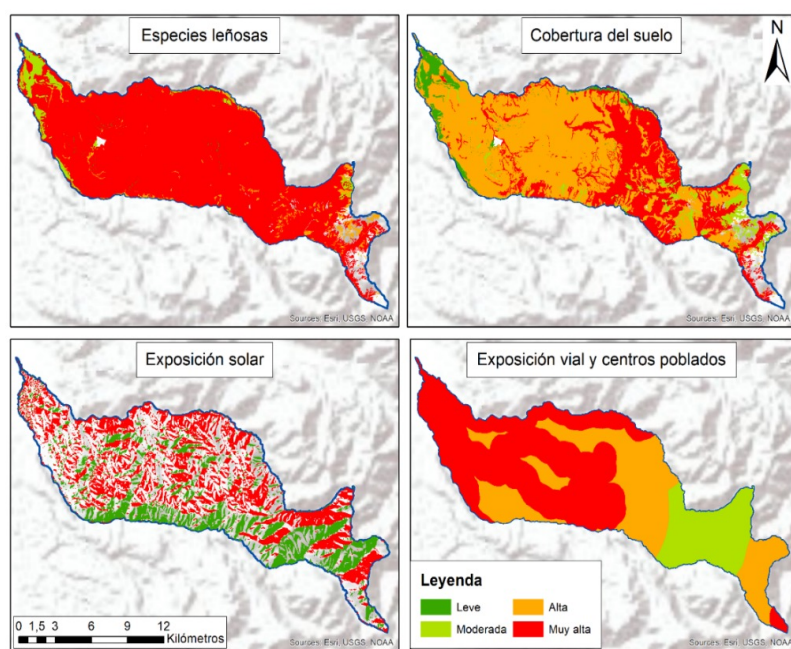 Especies leñosas
Cobertura del suelo
N
Sources: Esri, USGS, NOAA
Sources: Esri, USGS, NOAA
Exposición solar
Exposición vial y centros poblados
0 1,5 3 6 9 12
Kilómetros
Sources: Esri, USGS, NOAA
Leyenda
Leve
Alta
Moderada
Muy alta
Sources: Esri, USGS, NOAA